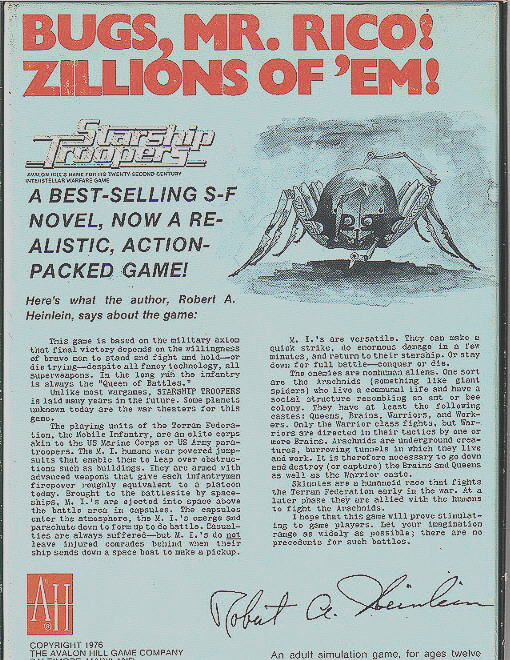 BUGS, MR. RICO!
ZILLIONS OF 'EM!
Starship
Troopers
AVALON HILL'S GAME FOR ITS TWENTY-SECOND CENTURY
INTERSTELLAR WARFARE GAME
A BEST-SELLING S-F
NOVEL, NOW A RE-
ALISTIC, ACTION-
PACKED GAME!
Here's what the author, Robert A.
Heinlein, says about the game:
This game is based on the military axiom
that final victory depends on the willingness
of brave men to stand and fight and hold—or
die trying—despite all fancy technology, all
superweapons. In the long run the infantry
is always the "Queen of Battles."
Unlike most wargames, STARSHIP TROOPERS
is laid many years in the future. Some planets
unknown today are the war theaters for this
game.
The playing units of the Terran Federa-
tion, the Mobile Infantry, are an elite corps
akin to the US Marine Corps or US Army para-
troopers. The M. I. humans wear powered jump-
suits that enable them to leap over obstruc-
tions such as buildings. They are armed with
advanced weapons that give each infantryman
firepower roughly equivalent to a platoon
today. Brought to the battlesite by space-
ships, M. I.'s are ejected into space above
the battle area in capsules. The capsules
enter the atmosphere, the M. I.'s emerge and
parachute down to form up to do battle. Casual-
ties are always suffered—but M. I.'s do not
leave injured comrades behind when their
ship sends down a space boat to make a pickup.
M. I.'s are versatile. They can make a
quick strike, do enormous damage in a few
minutes, and return to their starship. Or stay
down for full battle—conquer or die.
The enemies are nonhuman aliens. One sort
are the Arachnids (something like giant
spiders) who live a communal life and have a
social structure resembling an ant or bee
colony. They have at least the following
castes: Queens, Brains, Warriors, and Work-
ers. Only the Warrior class fights, but War-
riors are directed in their tactics by one or
more Brains. Arachnids are underground crea-
tures, burrowing tunnels in which they live
and work. It is therefore necessary to go down
and destroy (or capture) the Brains and Queens
as well as the Warrior caste.
Skinnies are a humanoid race that fights
the Terran Federation early in the war. At a
later phase they are allied with the humans
to fight the Arachnids.
I hope that this game will prove stimulat-
ing to game players. Let your imagination
range as widely as possible; there are no
precedents for such battles.
AH
Robert A. Heinlein
COPYRIGHT 1976
THE AVALON HILL GAME COMPANY
BALTIMORE, MARYLAND
An adult simulation game, for ages twelve